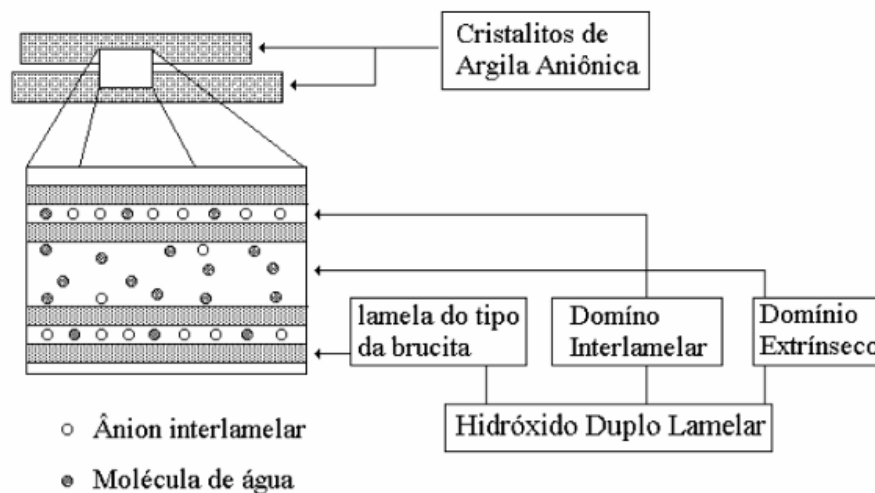 Cristalitos de
Argila Aniônica
lamela do tipo
da brucita
Domíno
Interlamelar
Domínio
Extrínseco
Hidróxido Duplo Lamelar
Ânion interlamelar
Molécula de água